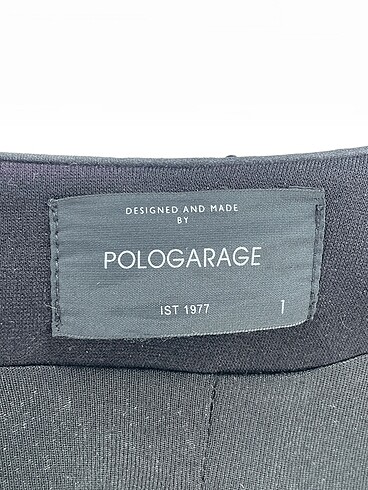 DESIGNED AND MADE
BY
POLOGARAGE
IST 1977
1